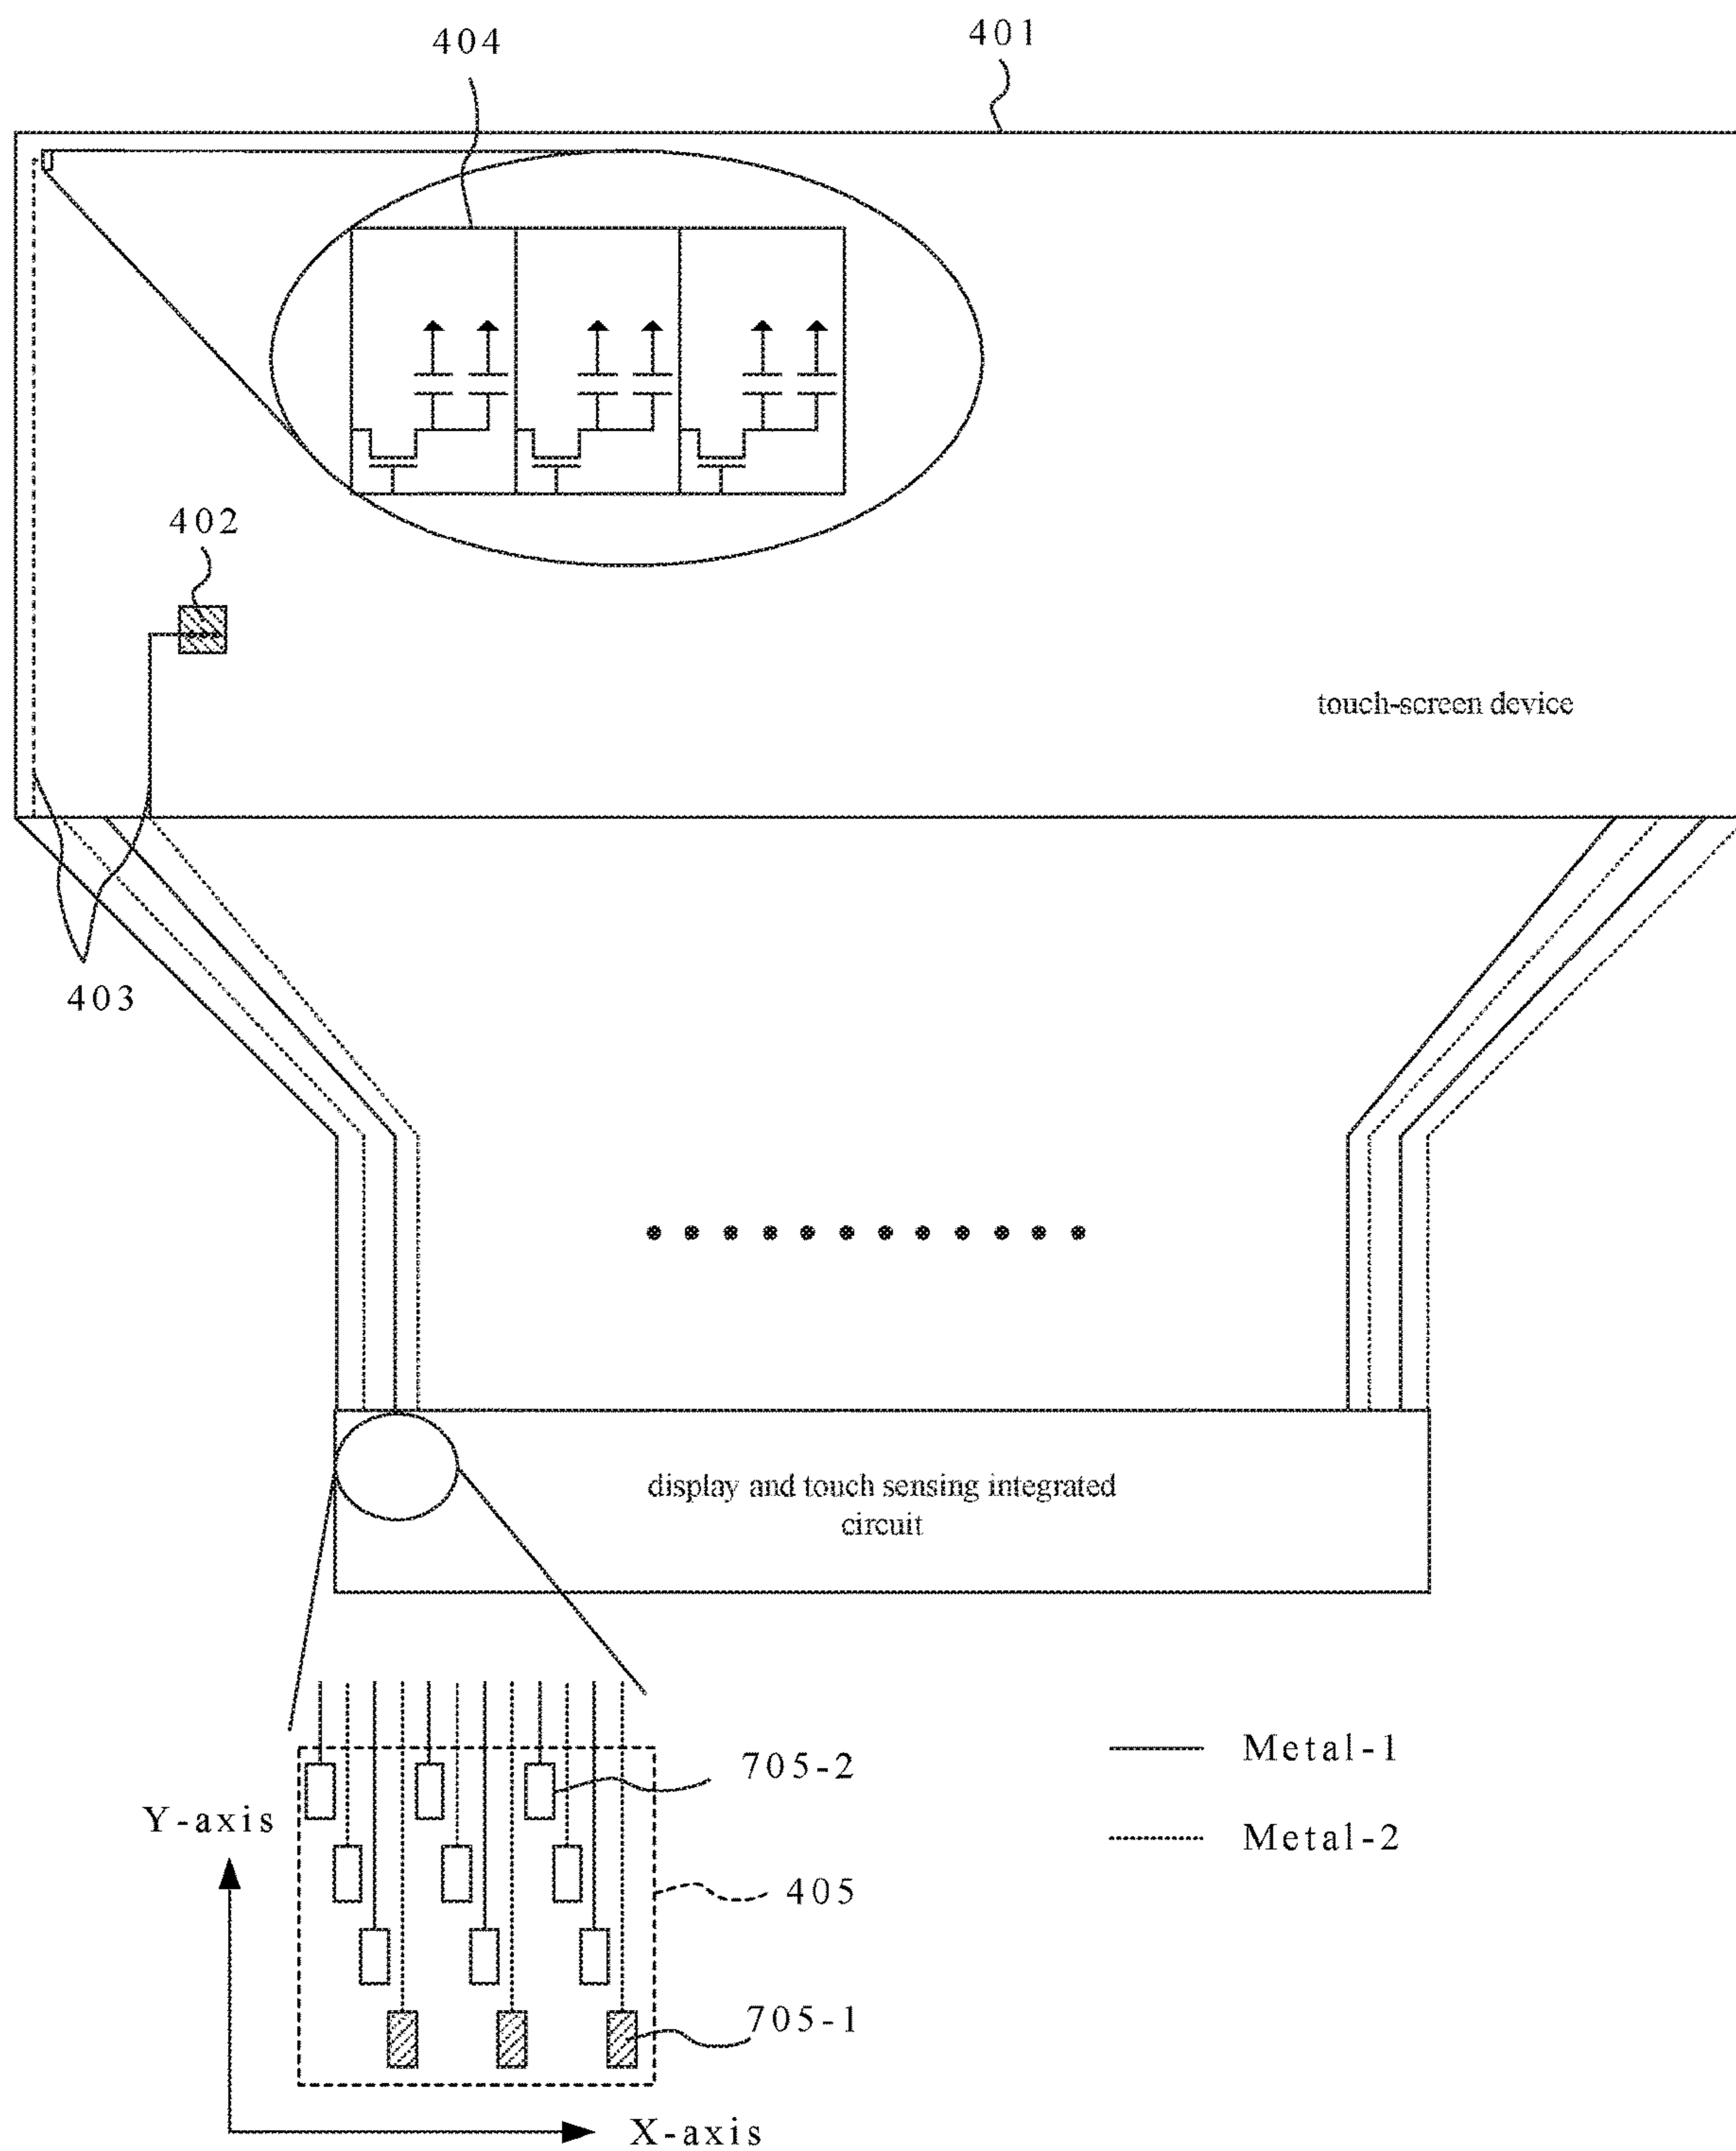 404
401
402
touch-screen device
403
display and touch sensing integrated
circuit
705-2
Metal-1
Y-axis
Metal-2
405
705-1
X-axis